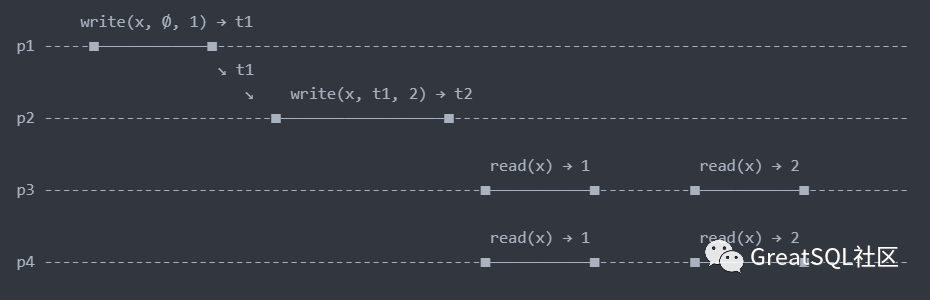 write(x, ∅, 1) → t1
p1
↘ t1
↘ write(x, t1, 2) → t2
p2
read(x) → 1 read(x) → 2
p3
read(x) → 1 read(x) → 2
p4
GreatSQL社区